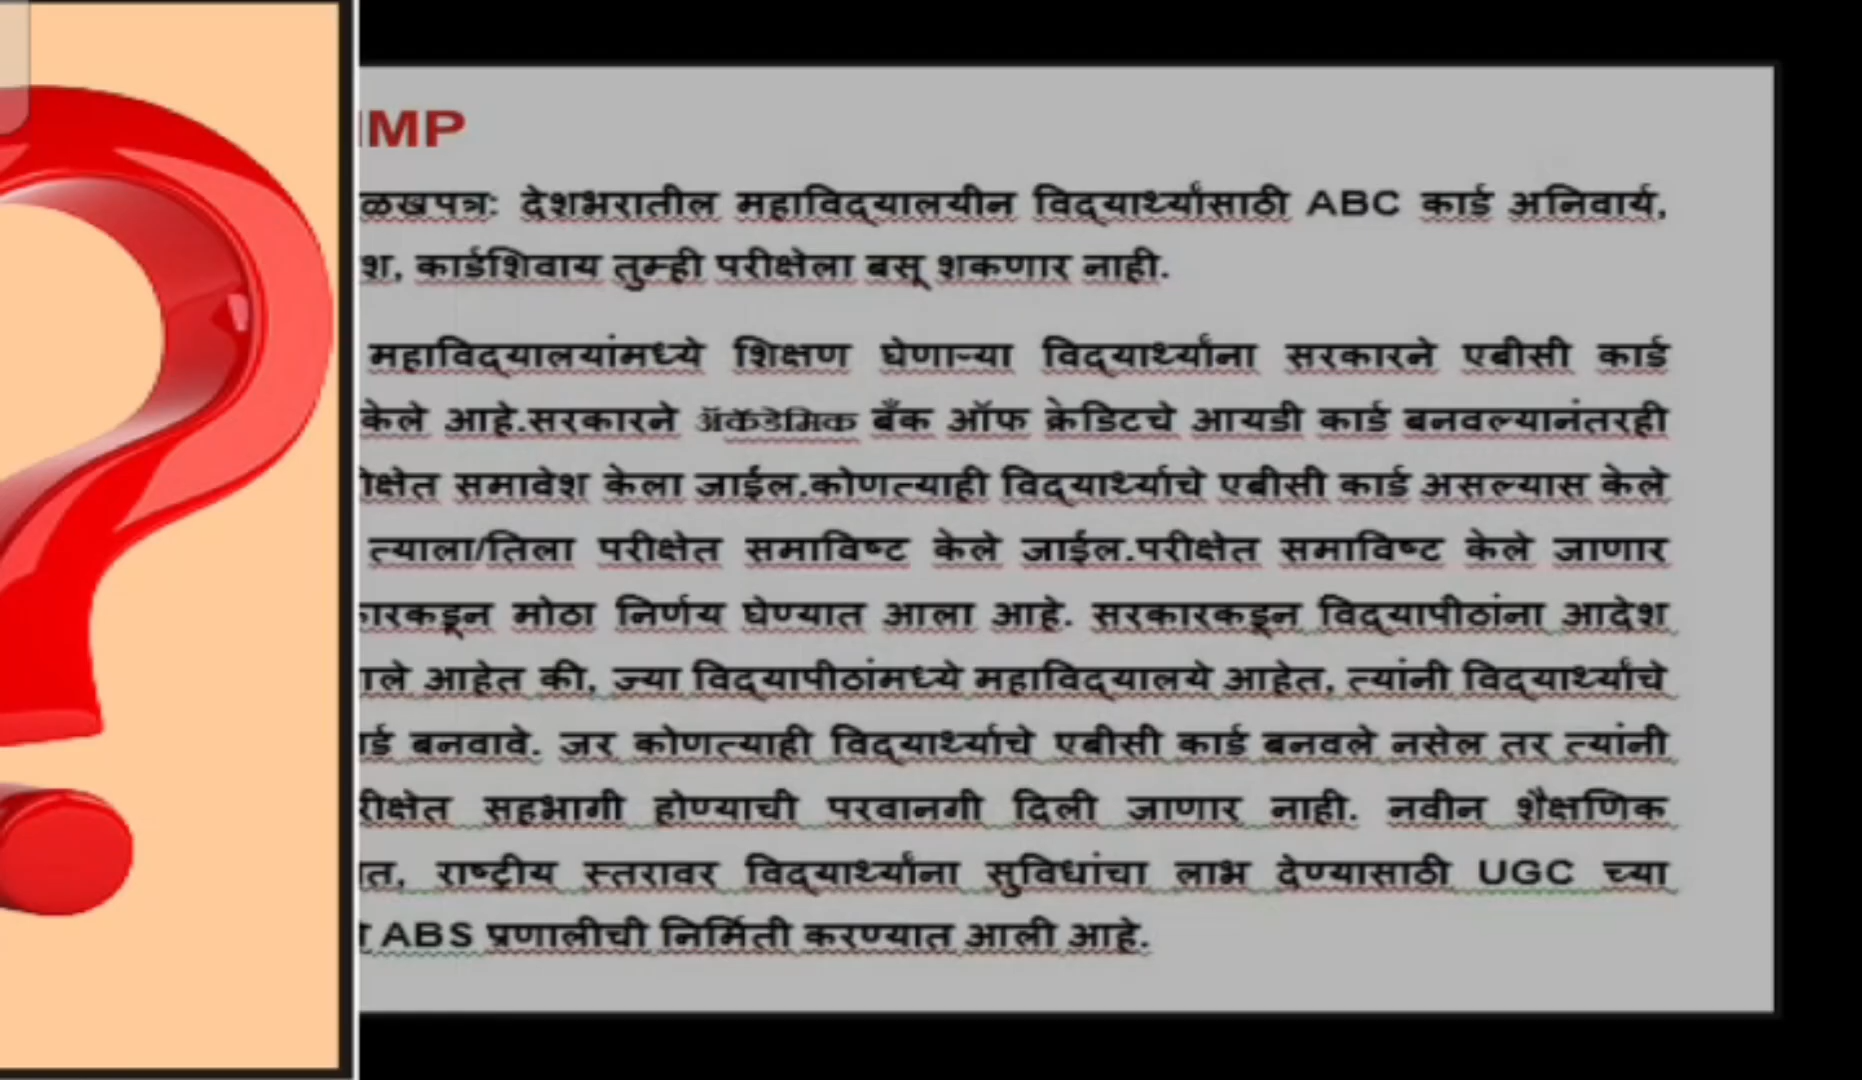 IMP
ळखपत्र: देशभरातील महाविद्यालयीन विद्यार्थ्यांसाठी ABC कार्ड अनिवार्य,
श, कार्डशिवाय तुम्ही परीक्षेला बसू शकणार नाही.
महाविद्यालयांमध्ये शिक्षण घेणाऱ्या विद्यार्थ्यांना सरकारने एबीसी कार्ड
केले आहे.सरकारने ॲकॅडेमिक बँक ऑफ क्रेडिटचे आयडी कार्ड बनवल्यानंतरही
क्षेत समावेश केला जाईल.कोणत्याही विद्यार्थ्याचे एबीसी कार्ड असल्यास केले
त्याला/तिला परीक्षेत समाविष्ट केले जाईल.परीक्षेत समाविष्ट केले जाणार
ारकडून मोठा निर्णय घेण्यात आला आहे. सरकारकडून विद्यापीठांना आदेश
ले आहेत की, ज्या विद्यापीठांमध्ये महाविद्यालये आहेत, त्यांनी विद्यार्थ्यांचे
र्ड बनवावे. जर कोणत्याही विद्यार्थ्याचे एबीसी कार्ड बनवले नसेल तर त्यांनी
रीक्षेत सहभागी होण्याची परवानगी दिली जाणार नाही. नवीन शैक्षणिक
त, राष्ट्रीय स्तरावर विद्यार्थ्यांना सुविधांचा लाभ देण्यासाठी UGC च्या
ABS प्रणालीची निर्मिती करण्यात आली आहे.